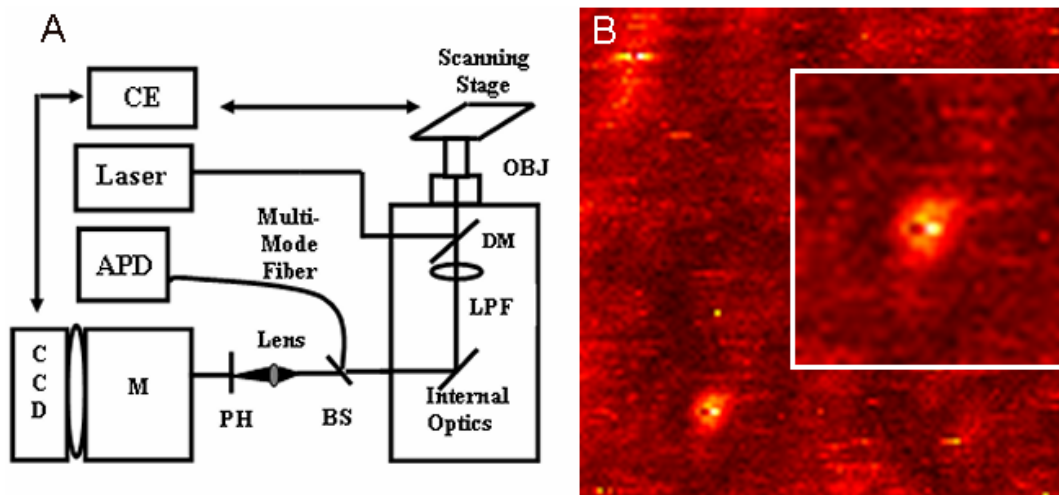 A
B
Scanning
Stage
CE
OBJ
Laser
Multi-
Mode
Fiber
DM
APD
LPF
Lens
C
C
D
M
PH
BS
Internal
Optics